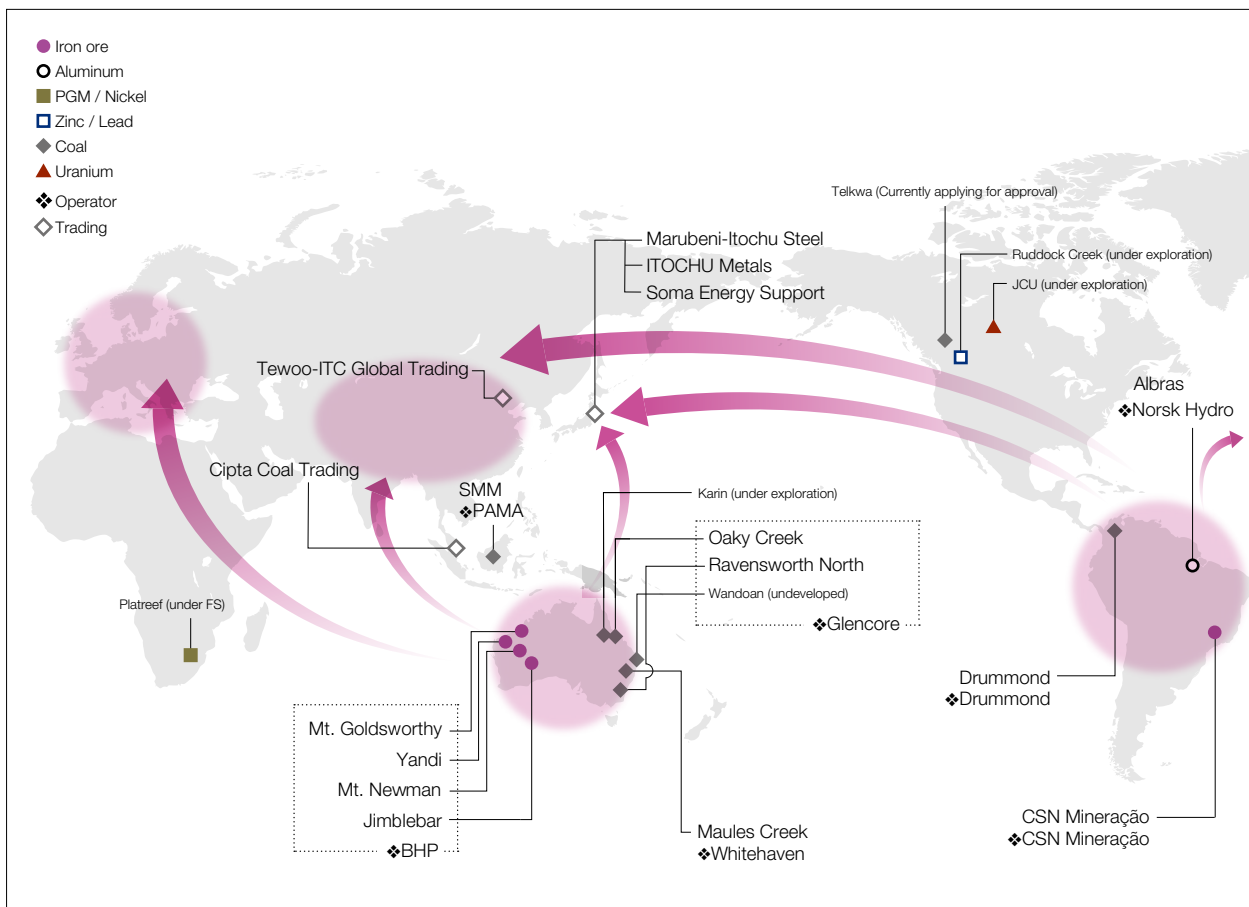 Iron ore
Aluminum
PGM / Nickel
Zinc / Lead
Coal
Uranium
❖Operator
Trading
Telkwa (Currently applying for approval)
Marubeni-Itochu Steel
Ruddock Creek (under exploration)
ITOCHU Metals
JCU (under exploration)
Soma Energy Support
Tewoo-ITC Global Trading
Albras
❖Norsk Hydro
Cipta Coal Trading
SMM
❖PAMA
Karin (under exploration)
Oaky Creek
Ravensworth North
Wandoan (undeveloped)
❖Glencore
Platreef (under FS)
Drummond
❖Drummond
Mt. Goldsworthy
Yandi
Mt. Newman
Jimblebar
❖BHP
Maules Creek
❖Whitehaven
CSN Mineração
❖CSN Mineração